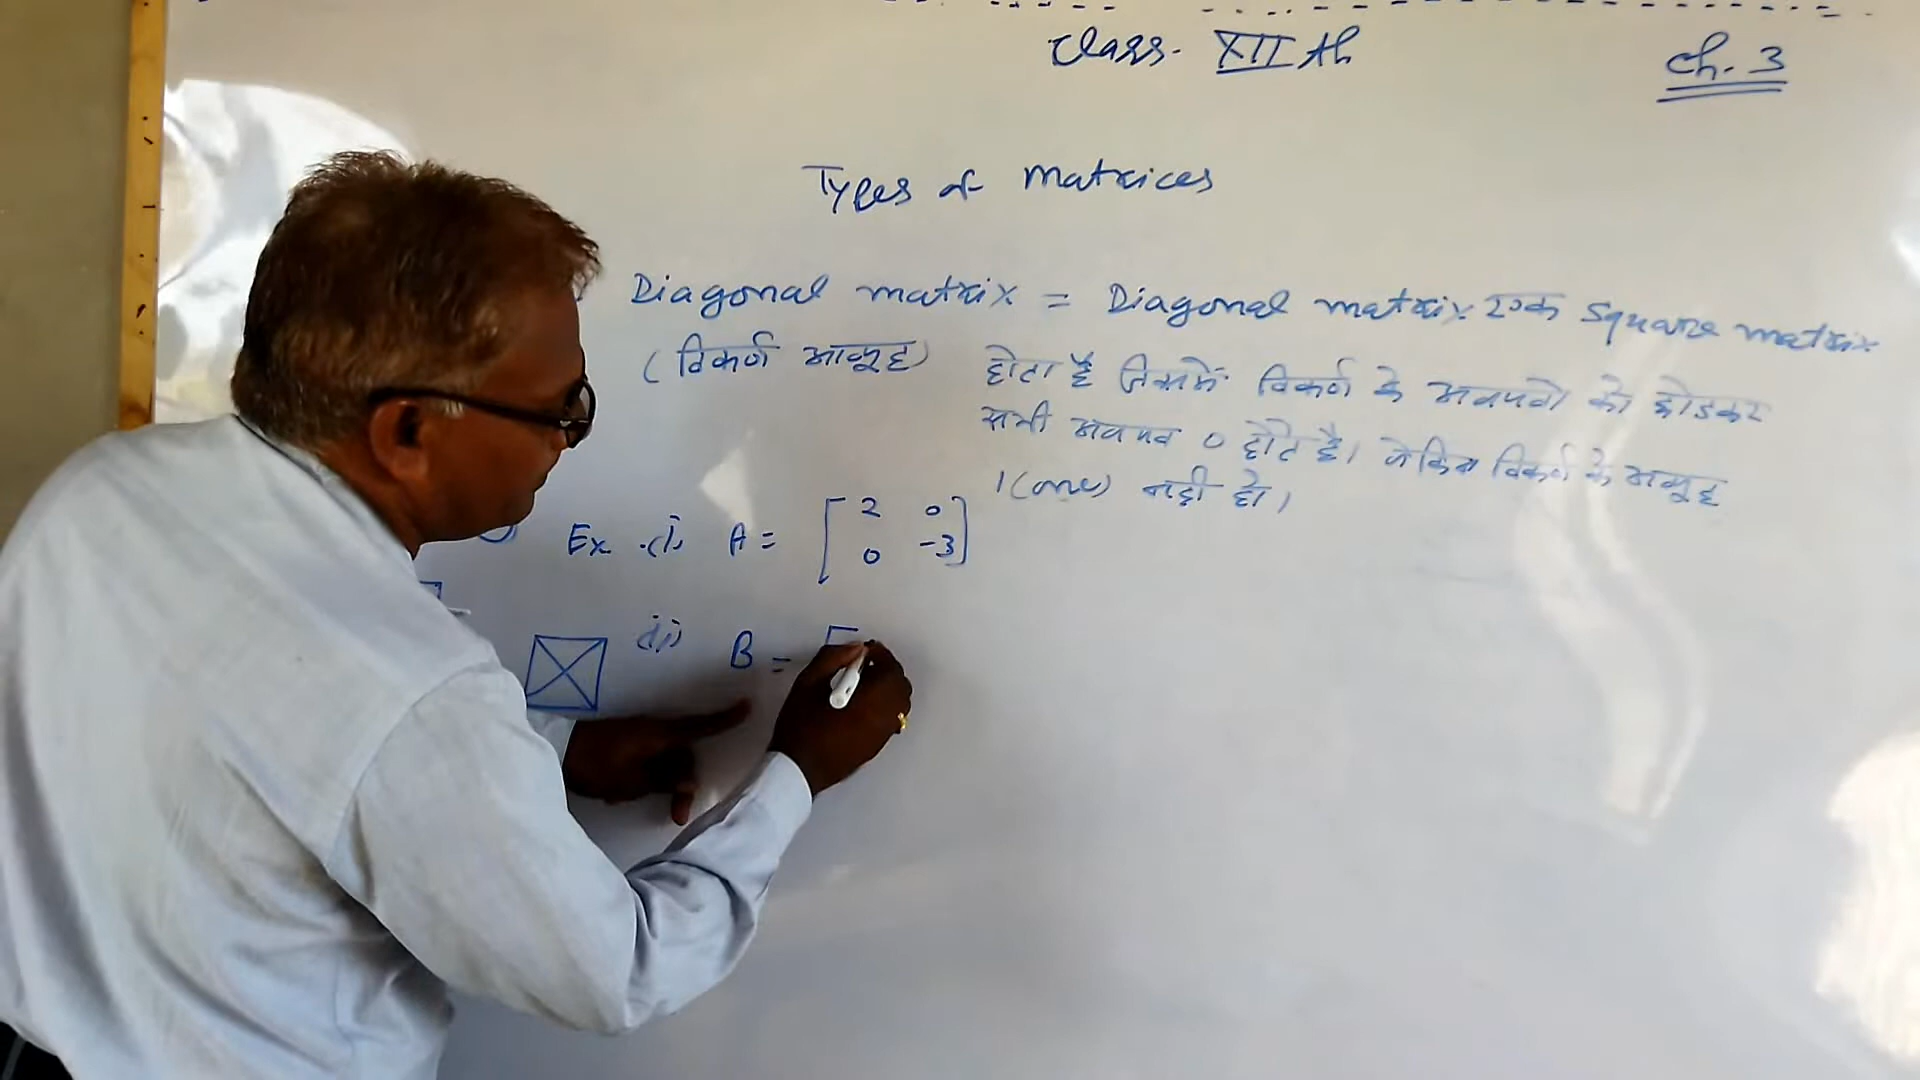 Class. XII th
Ch. 3
Types of Matrices
Diagonal matrix = Diagonal matrix एक Square matrix
(विकर्ण आव्यूह) होता है जिसमें विकर्ण के अवयवो को छोडकर
सभी अवयव 0 होते है। लेकिन विकर्ण के अव्यूह
1 (one) नही हो।
Ex. (i) A = [ 2 0
0 -3 ]
(ii) B = [